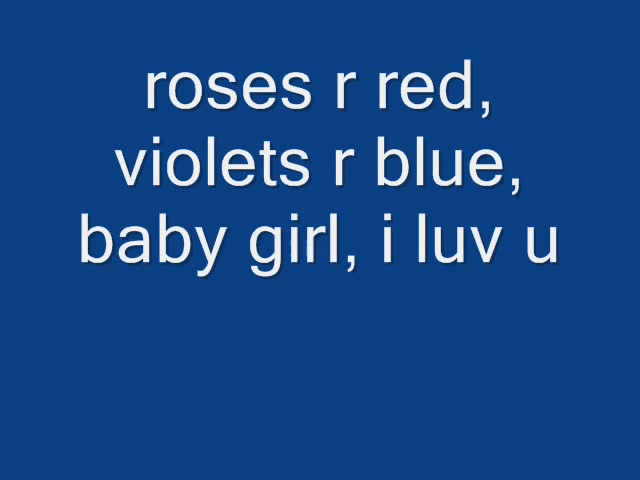 roses r red,
violets r blue,
baby girl, i luv u